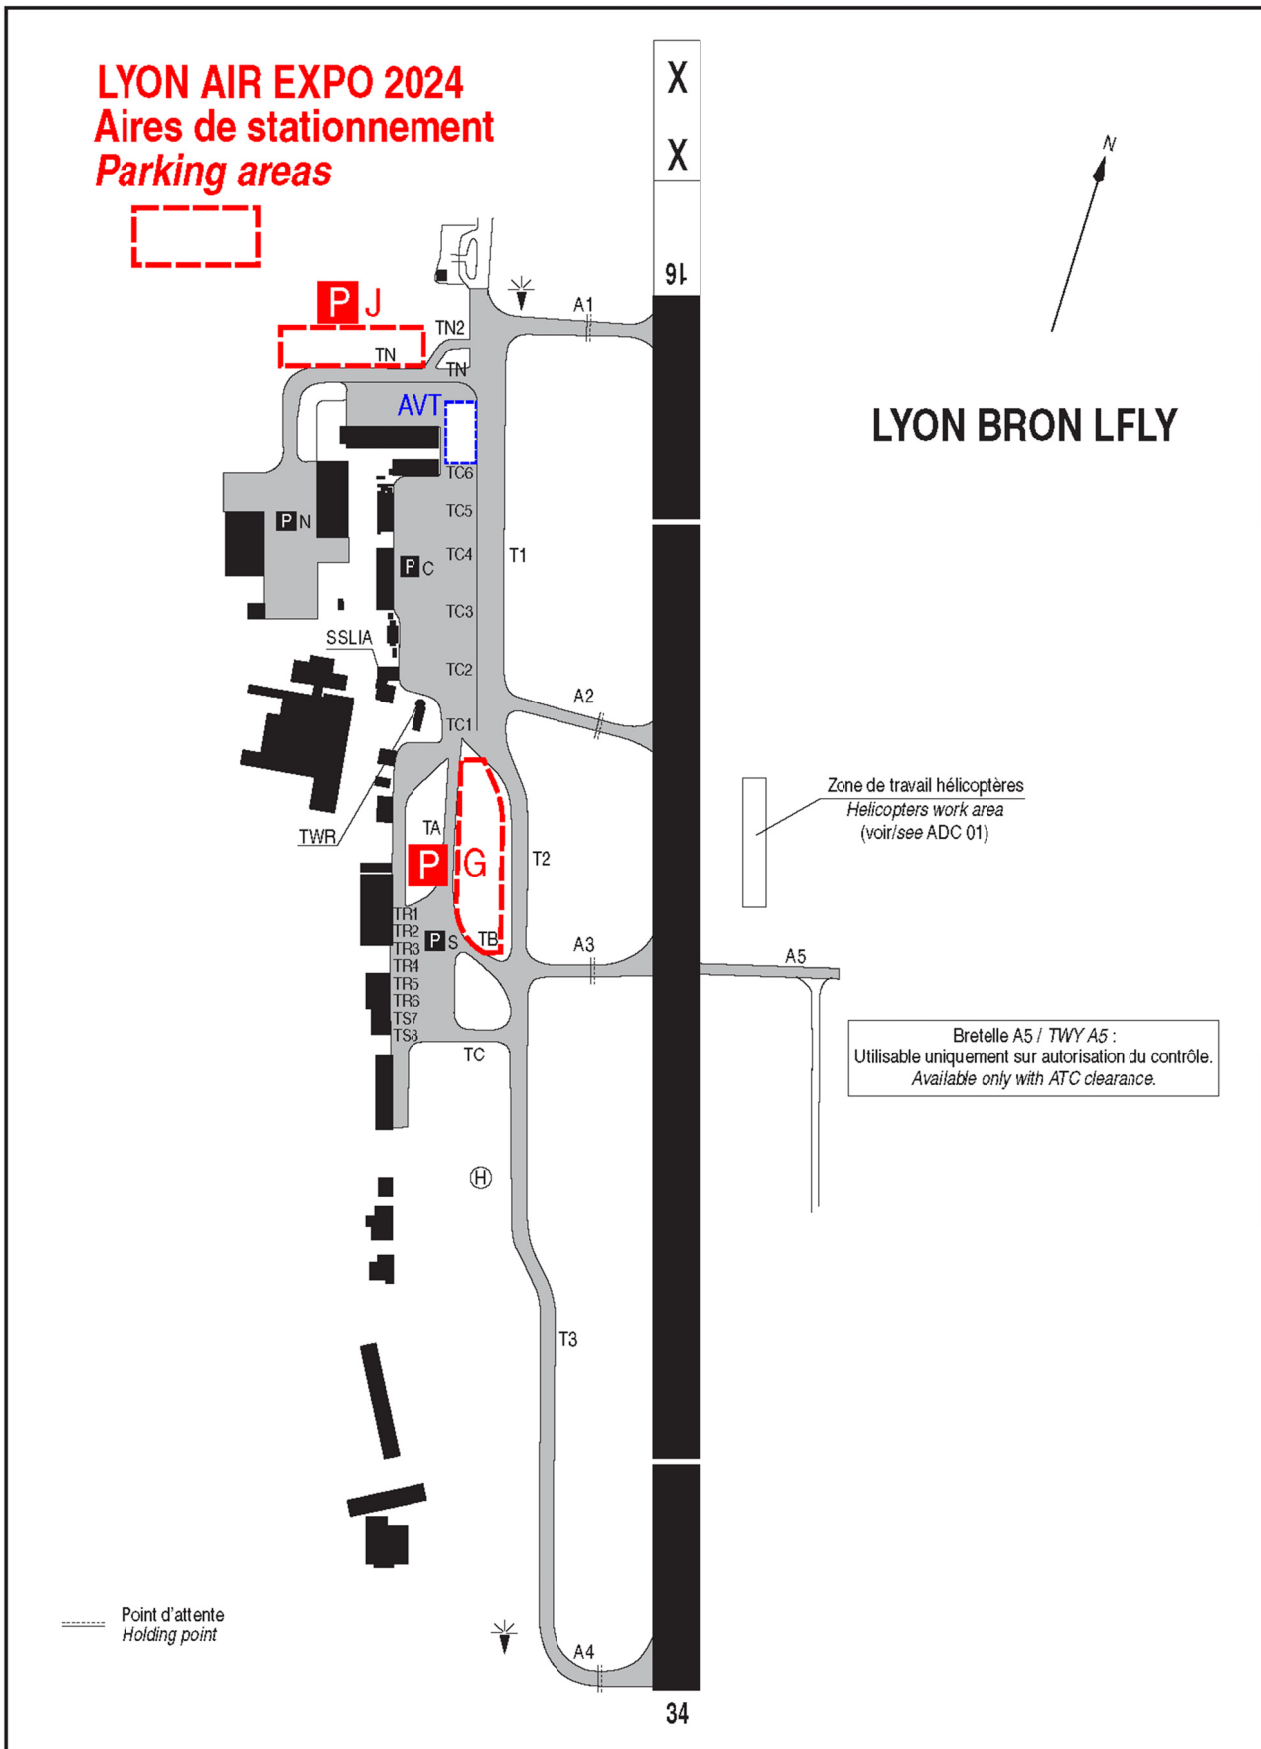 LYON AIR EXPO 2024
Aires de stationnement
Parking areas
X
X
N
16
P J
A1
TN2
TN
TN
AVT
LYON BRON LFLY
TC6
TC5
P N
TC4
T1
P C
TC3
SSLIA
TC2
A2
TC1
Zone de travail hélicoptères
Helicopters work area
(voir/see ADC 01)
TA
TWR
P G
T2
TR1
TR2
TR3
P S
TB
A3
A5
TR4
TR5
TR6
TS7
TS8
TC
Bretelle A5 / TWY A5 :
Utilisable uniquement sur autorisation du contrôle.
Available only with ATC clearance.
H
T3
Point d'attente
Holding point
A4
34